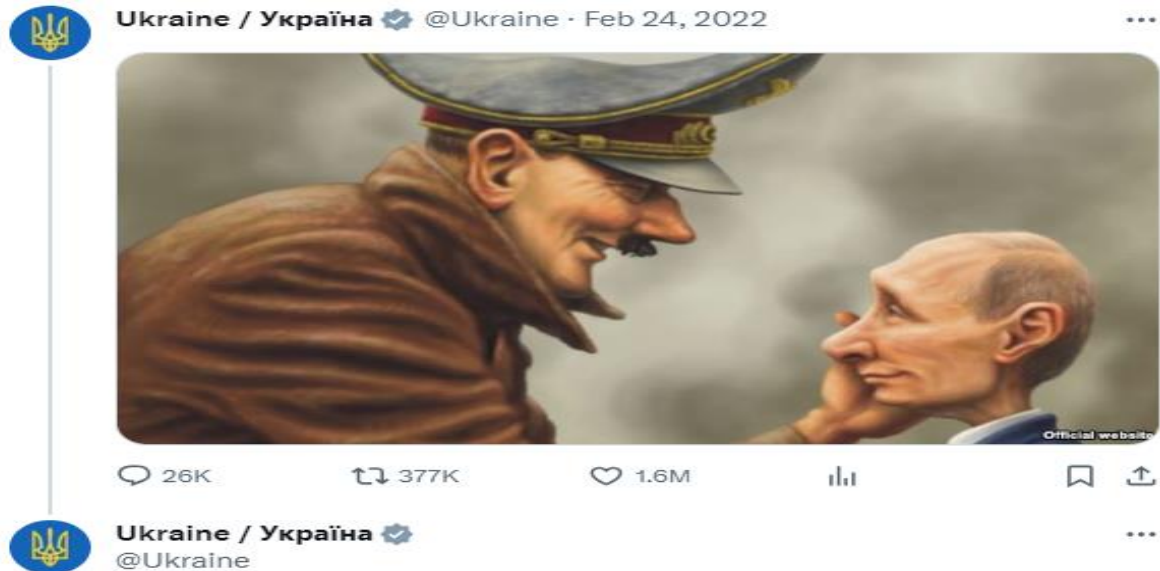 Ukraine / Україна @Ukraine · Feb 24, 2022
Official website
26K 377K 1.6M
Ukraine / Україна
@Ukraine